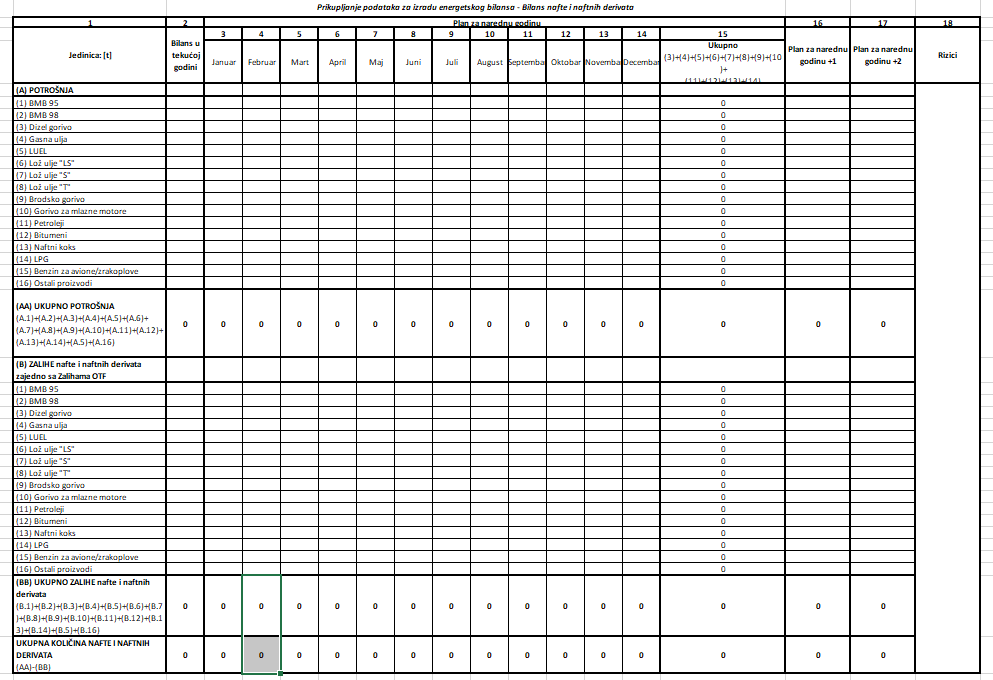 Prikupljanje podataka za izradu energetskog bilansa - Bilans nafte i naftnih derivata
1 2 Plan za narednu godinu 16 17 18
Jedinica: [t]
Bilans u
tekućoj
godini
3 4 5 6 7 8 9 10 11 12 13 14 15
Januar Februar Mart April Maj Juni Juli August Septemba Oktobar Novemba Decembar
Ukupno
(3)+(4)+(5)+(6)+(7)+(8)+(9)+(10
)+
(11)+(12)+(13)+(14)
Plan za narednu
godinu +1
Plan za narednu
godinu +2
Rizici
(A) POTROŠNJA
(1) BMB 95 0
(2) BMB 98 0
(3) Dizel gorivo 0
(4) Gasna ulja 0
(5) LUEL 0
(6) Lož ulje "LS" 0
(7) Lož ulje "S" 0
(8) Lož ulje "T" 0
(9) Brodsko gorivo 0
(10) Gorivo za mlazne motore 0
(11) Petroleji 0
(12) Bitumeni 0
(13) Naftni koks 0
(14) LPG 0
(15) Benzin za avione/zrakoplove 0
(16) Ostali proizvodi 0
(AA) UKUPNO POTROŠNJA
(A.1)+(A.2)+(A.3)+(A.4)+(A.5)+(A.6)+
(A.7)+(A.8)+(A.9)+(A.10)+(A.11)+(A.12)+
(A.13)+(A.14)+(A.5)+(A.16)
0 0 0 0 0 0 0 0 0 0 0 0 0 0 0 0
(B) ZALIHE nafte i naftnih derivata
zajedno sa Zalihama OTF
(1) BMB 95 0
(2) BMB 98 0
(3) Dizel gorivo 0
(4) Gasna ulja 0
(5) LUEL 0
(6) Lož ulje "LS" 0
(7) Lož ulje "S" 0
(8) Lož ulje "T" 0
(9) Brodsko gorivo 0
(10) Gorivo za mlazne motore 0
(11) Petroleji 0
(12) Bitumeni 0
(13) Naftni koks 0
(14) LPG 0
(15) Benzin za avione/zrakoplove 0
(16) Ostali proizvodi 0
(BB) UKUPNO ZALIHE nafte i naftnih
derivata
(B.1)+(B.2)+(B.3)+(B.4)+(B.5)+(B.6)+(B.7
)+(B.8)+(B.9)+(B.10)+(B.11)+(B.12)+(B.1
3)+(B.14)+(B.5)+(B.16)
0 0 0 0 0 0 0 0 0 0 0 0 0 0 0 0
UKUPNA KOLIČINA NAFTE I NAFTNIH
DERIVATA
(AA)-(BB)
0 0 0 0 0 0 0 0 0 0 0 0 0 0 0 0